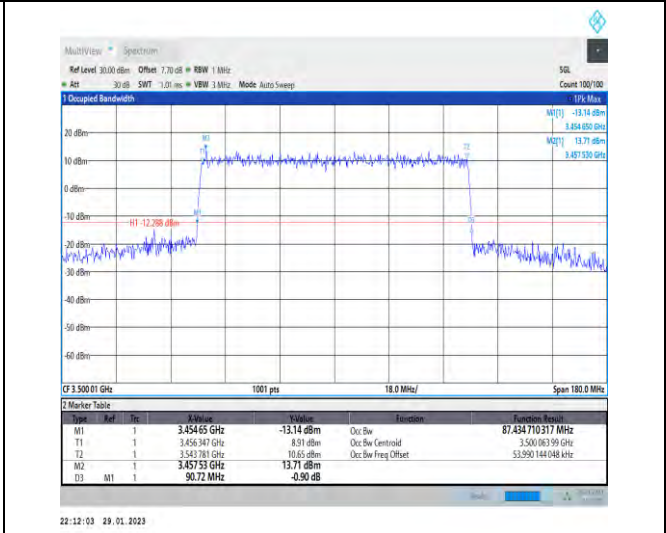 MultiView Spectrum
Ref Level 30.00 dBm Offset 7.70 dB RBW 1 MHz SGL
Att 30 dB SWT 1.01 ms VBW 3 MHz Mode Auto Sweep Count 100/100
1 Occupied Bandwidth 1Pk Max
M1[1] -13.14 dBm
3.454 650 GHz
M2[1] 13.71 dBm
3.457 530 GHz
20 dBm
M2
T2
T1
10 dBm
0 dBm
-10 dBm
M1
D3
H1 -12.288 dBm
-20 dBm
-30 dBm
-40 dBm
-50 dBm
-60 dBm
CF 3.500 01 GHz 1001 pts 18.0 MHz/ Span 180.0 MHz
2 Marker Table
Type Ref Trc X-Value Y-Value Function Function Result
M1 1 3.454 65 GHz -13.14 dBm Occ Bw 87.434 710 317 MHz
T1 1 3.456 347 GHz 8.91 dBm Occ Bw Centroid 3.500 063 99 GHz
T2 1 3.543 781 GHz 10.65 dBm Occ Bw Freq Offset 53.990 144 048 kHz
M2 1 3.457 53 GHz 13.71 dBm
D3 M1 1 90.72 MHz -0.90 dB
22:12:03 29.01.2023